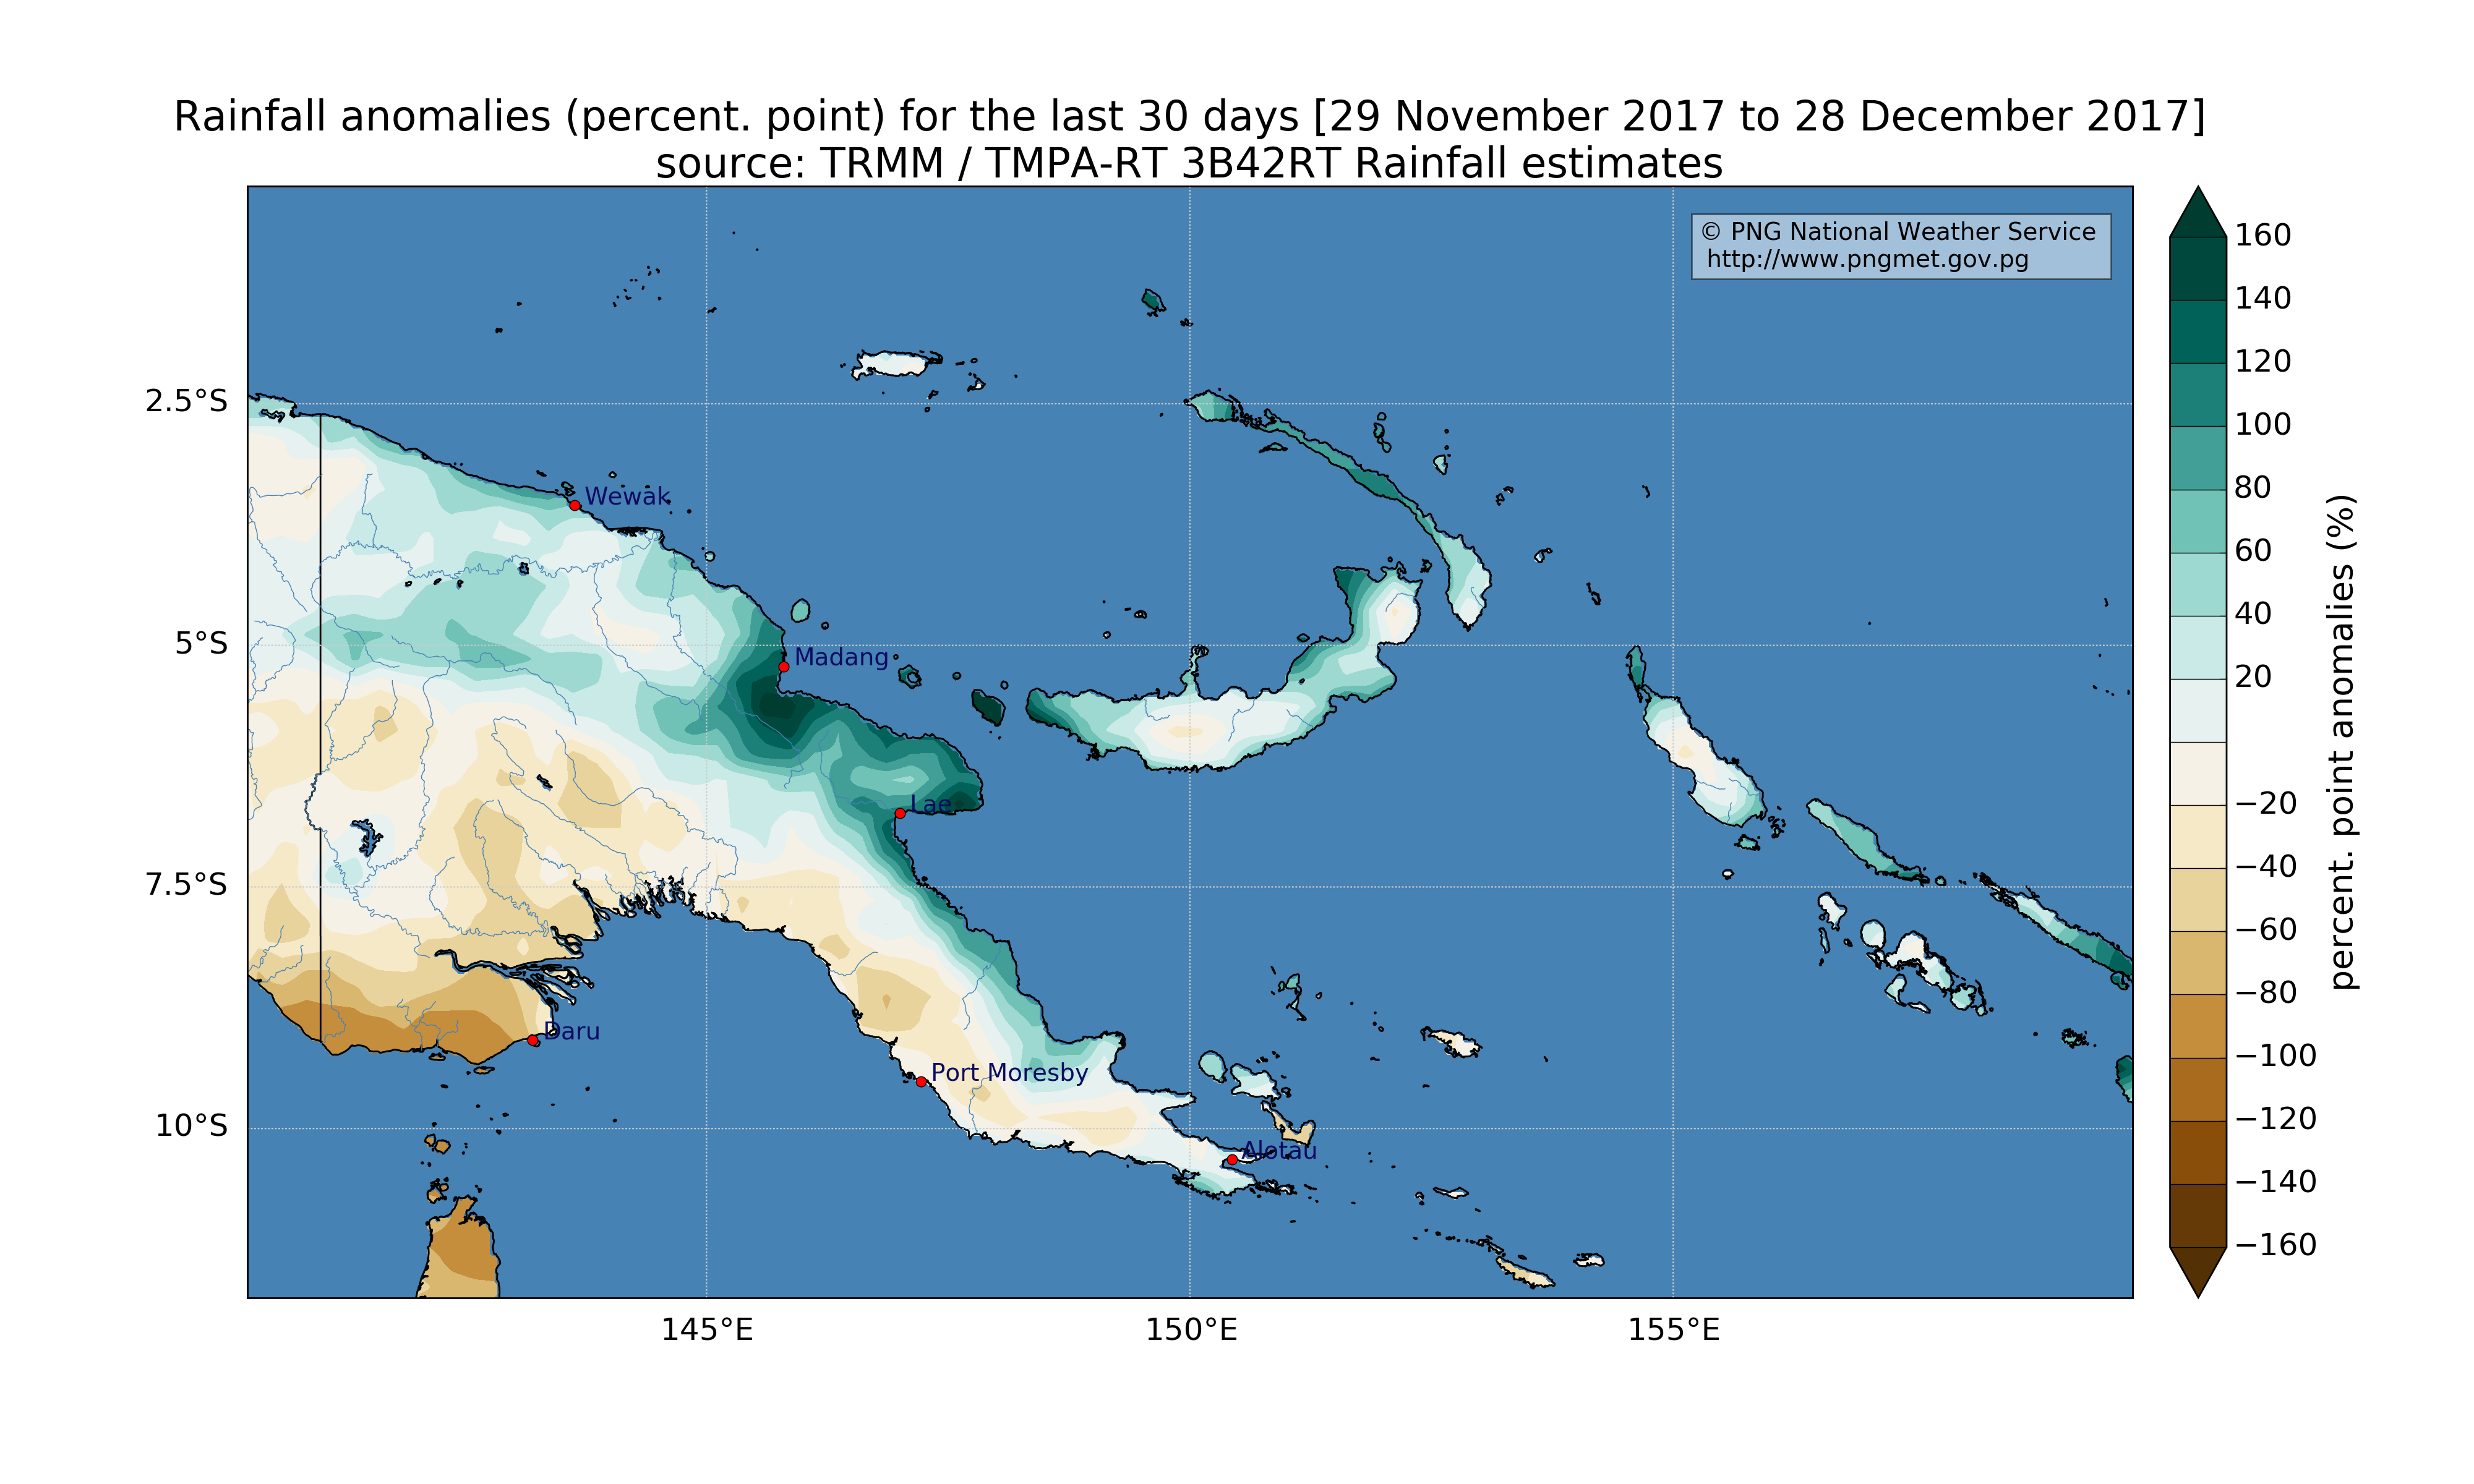 Rainfall anomalies (percent. point) for the last 30 days [29 November 2017 to 28 December 2017]
source: TRMM / TMPA-RT 3B42RT Rainfall estimates
© PNG National Weather Service
http://www.pngmet.gov.pg
2.5°S
5°S
7.5°S
10°S
Wewak
Madang
Lae
Daru
Port Moresby
Alotau
145°E
150°E
155°E
160
140
120
100
80
60
40
20
−20
−40
−60
−80
−100
−120
−140
−160
percent. point anomalies (%)